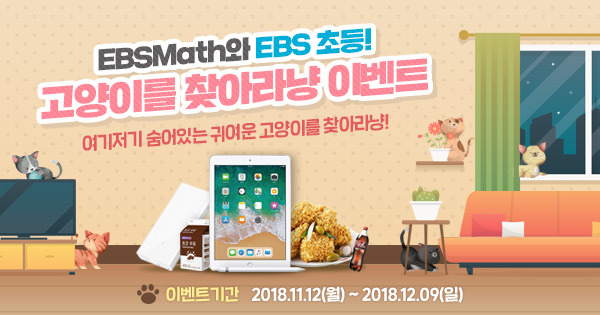 EBSMath와 EBS 초등!
고양이를 찾아라냥 이벤트
여기저기 숨어있는 귀여운 고양이를 찾아라냥!
이벤트기간 2018.11.12(월) ~ 2018.12.09(일)